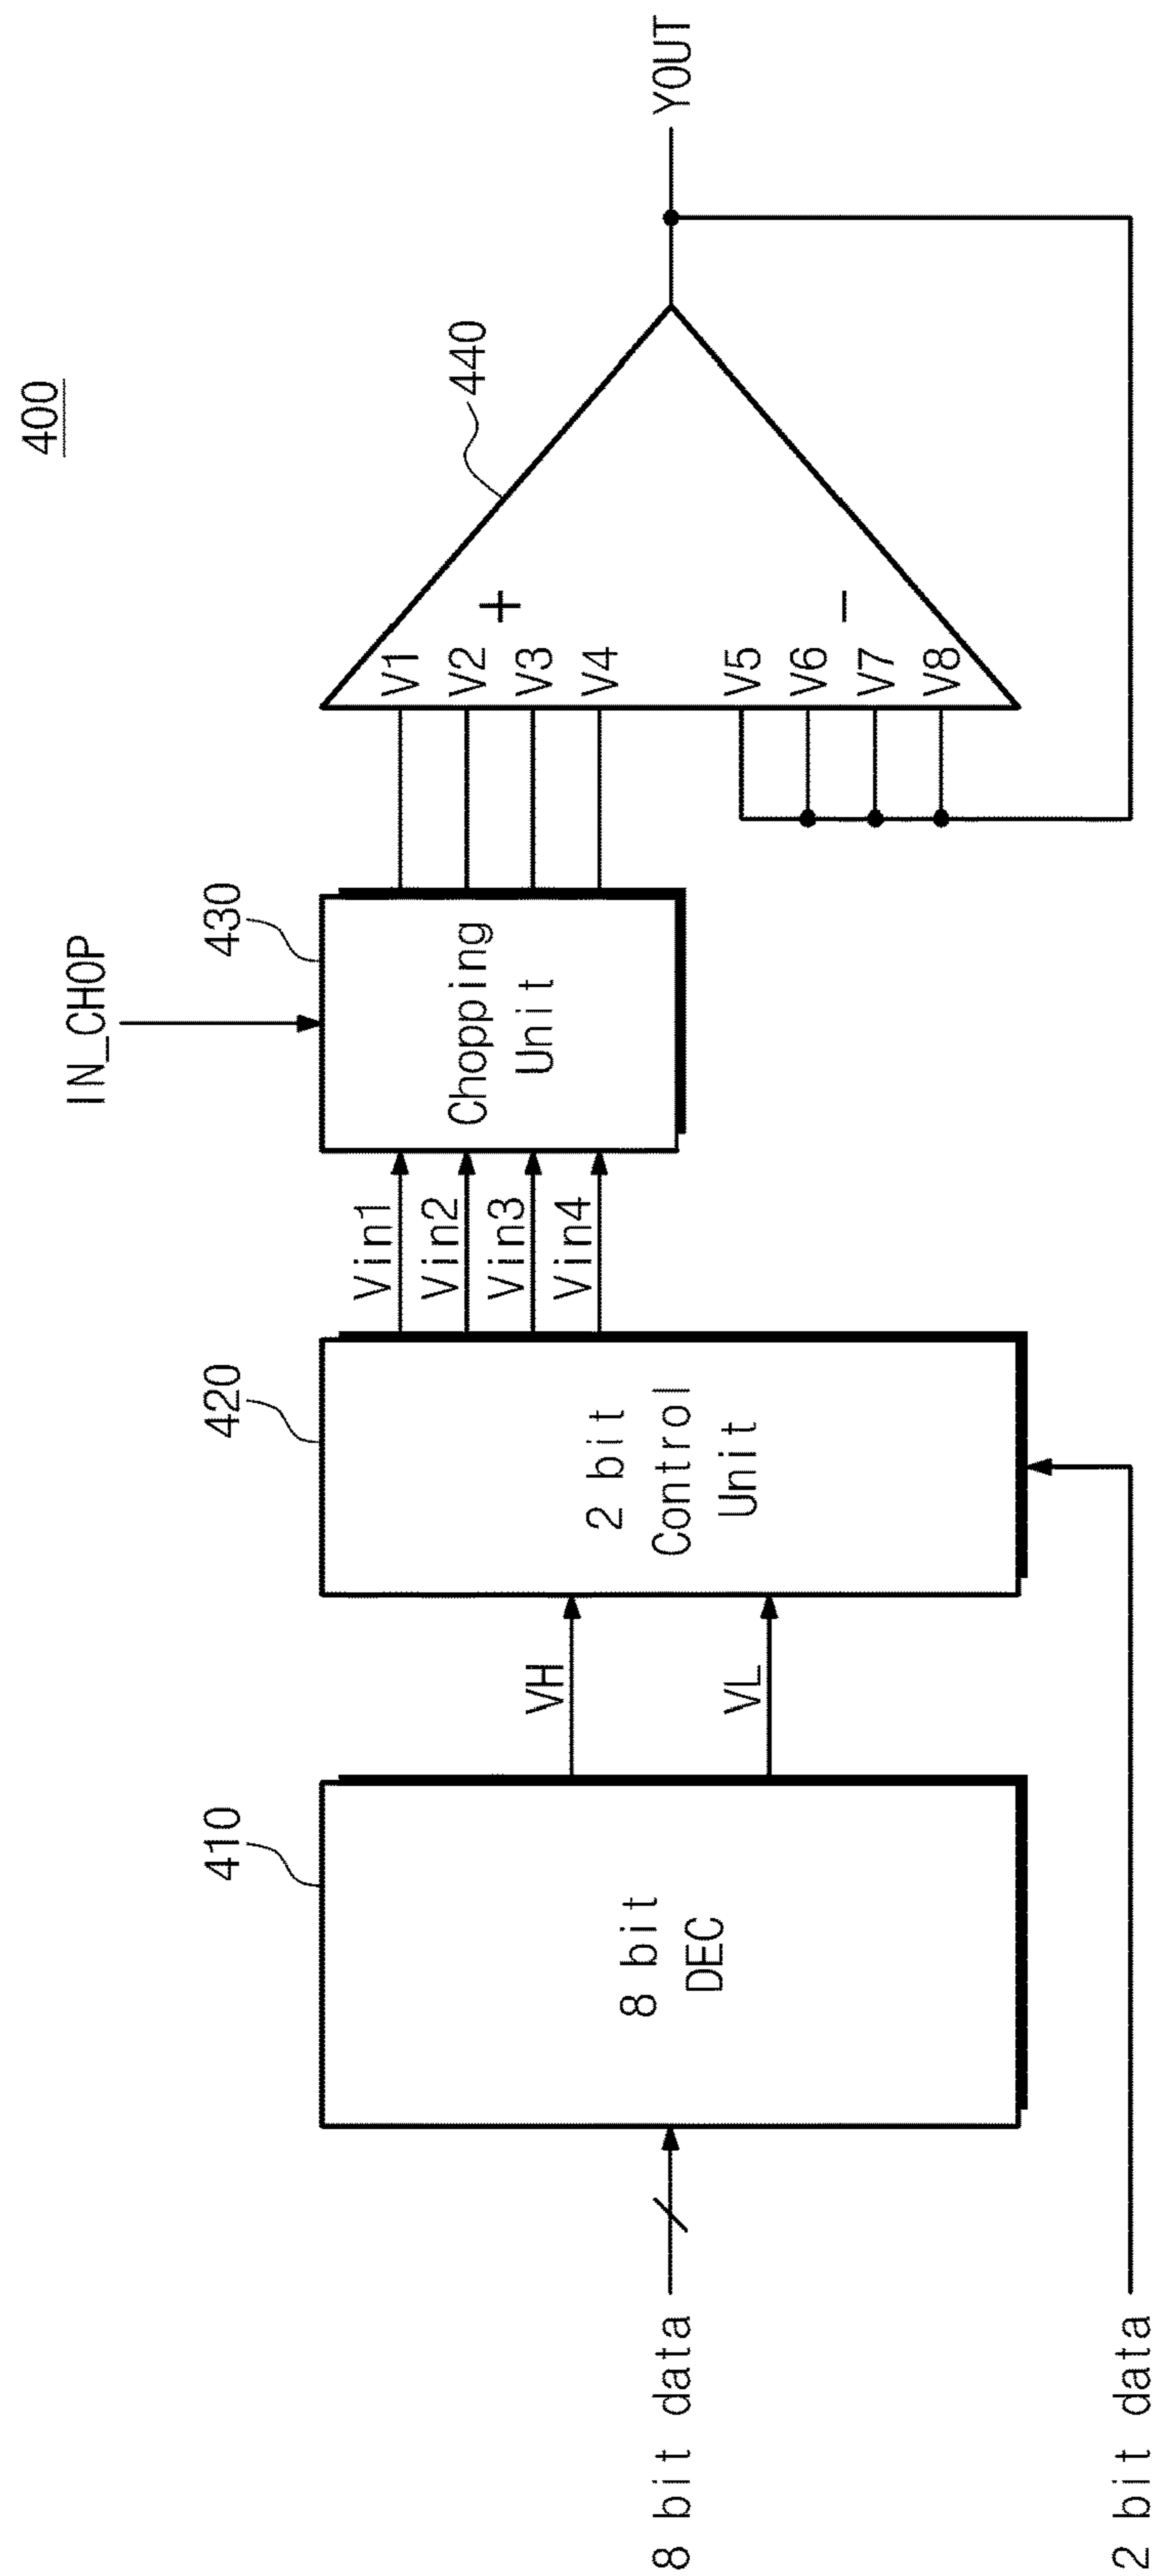 400
IN_CHOP
410
420
430
440
8 bit
DEC
VH
VL
2 bit
Control
Unit
Vin1
Vin2
Vin3
Vin4
Chopping
Unit
V1
V2
V3
V4
+
V5
V6
V7
V8
−
YOUT
8 bit data
2 bit data